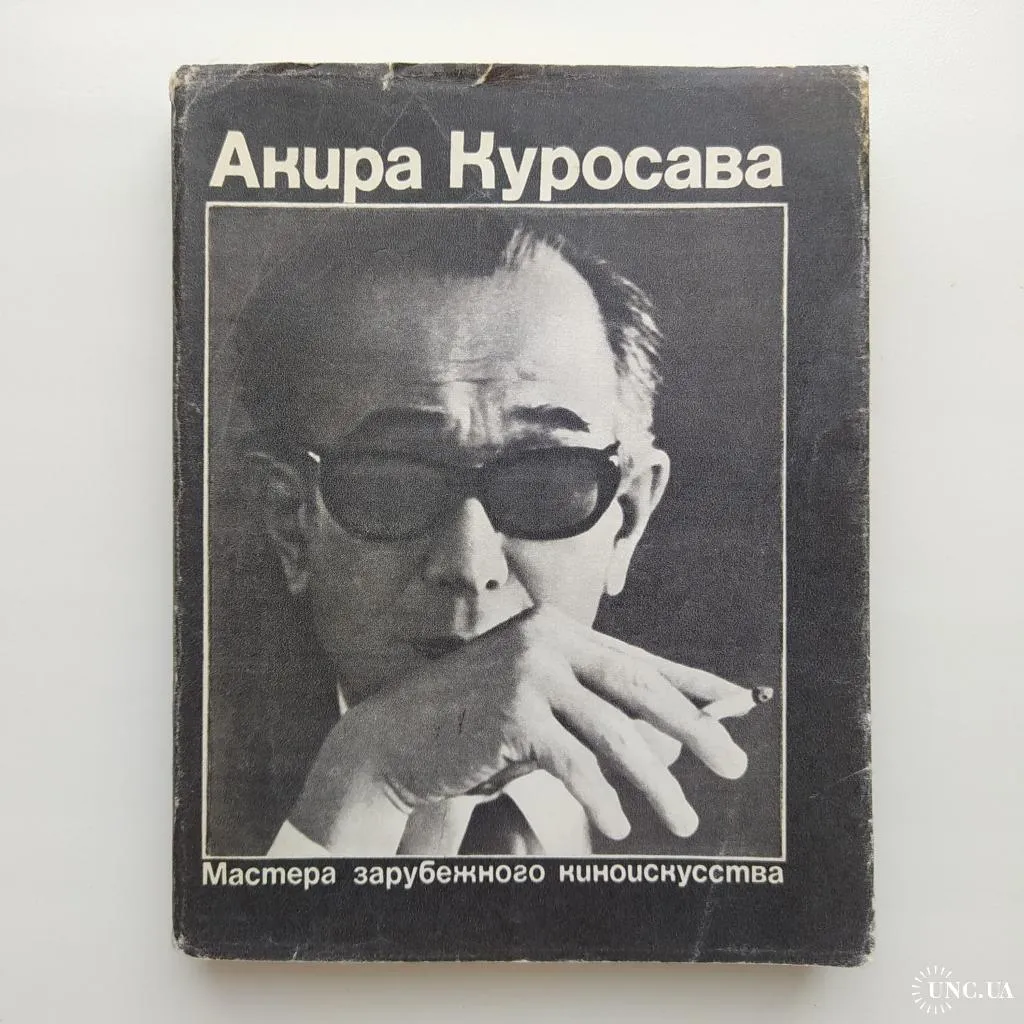 Акира Куросава
Мастера зарубежного киноискусства
UNC.UA